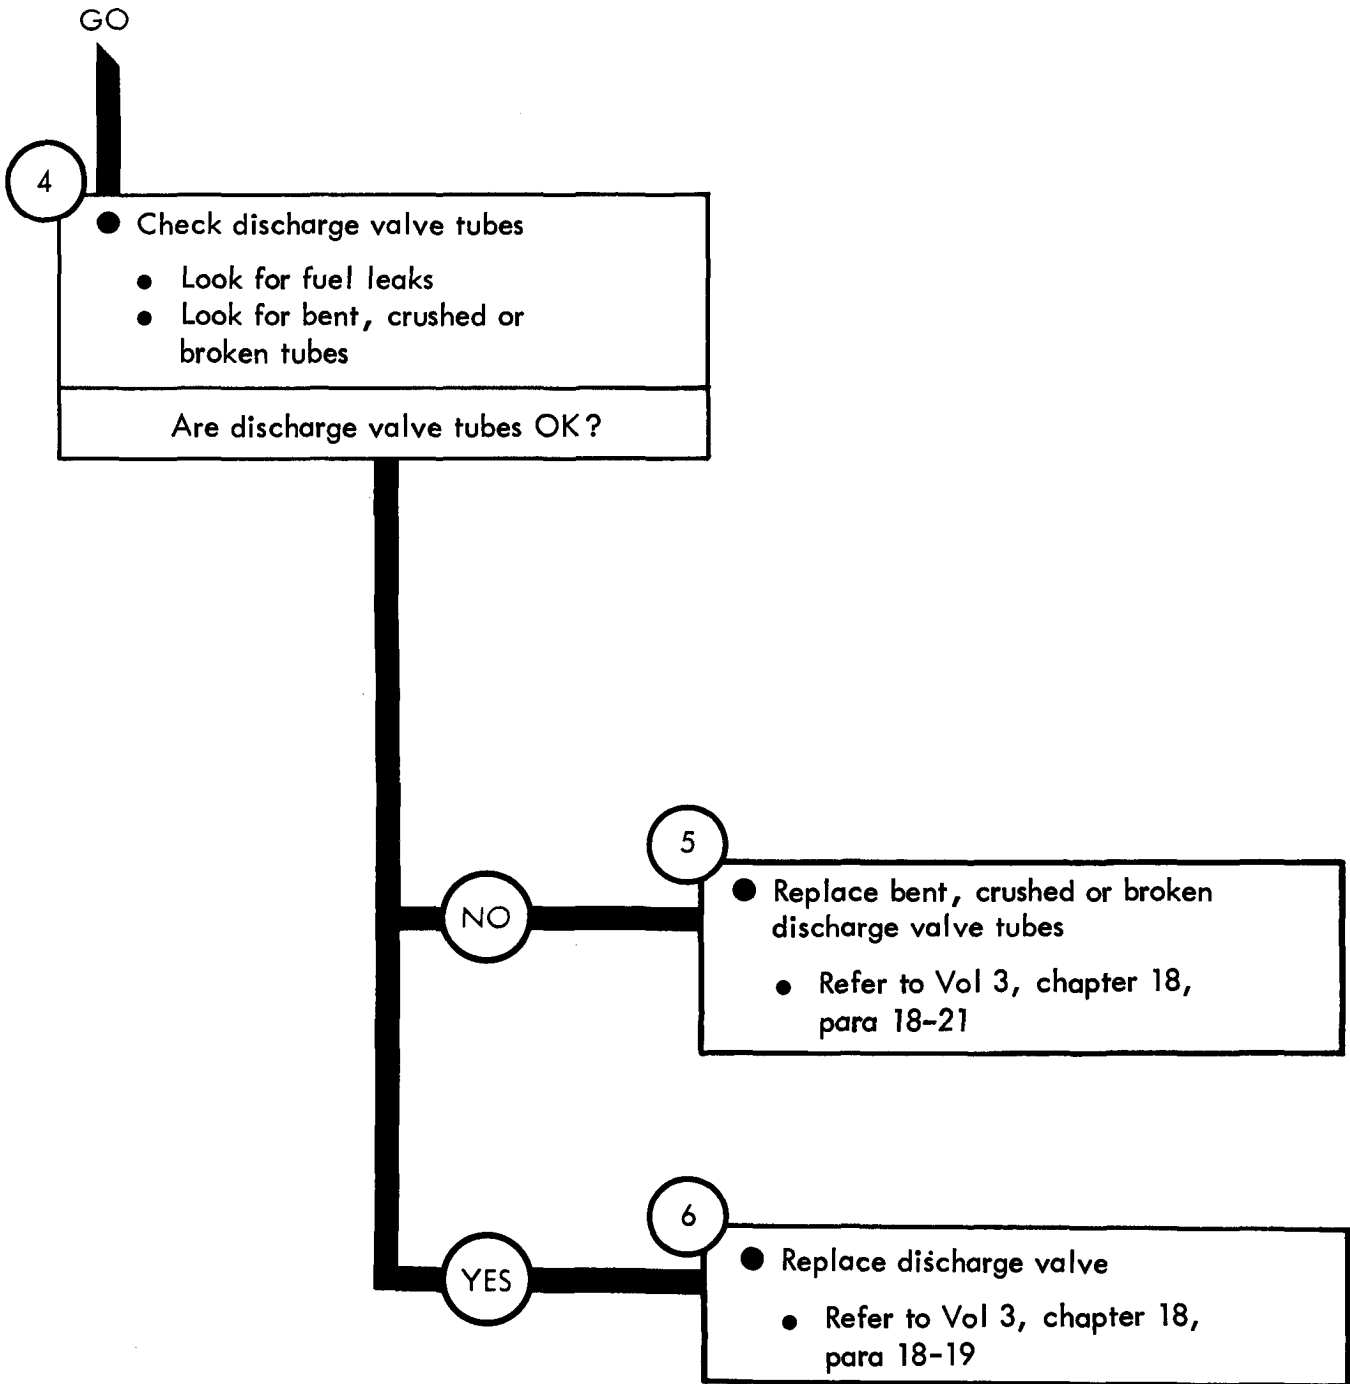 GO
4
● Check discharge valve tubes
● Look for fuel leaks
● Look for bent, crushed or
broken tubes
Are discharge valve tubes OK?
5
NO
● Replace bent, crushed or broken
discharge valve tubes
● Refer to Vol 3, chapter 18,
para 18-21
6
YES
● Replace discharge valve
● Refer to Vol 3, chapter 18,
para 18-19